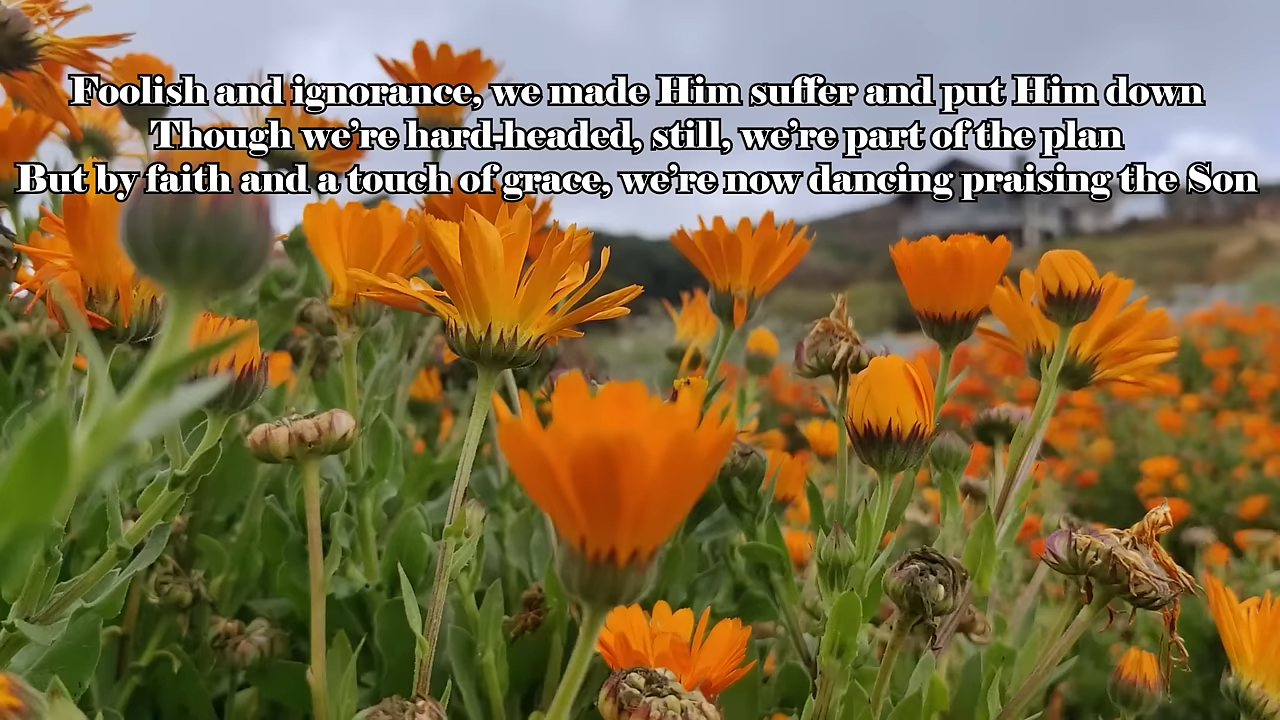 Foolish and ignorance, we made Him suffer and put Him down
Though we're hard-headed, still, we're part of the plan
But by faith and a touch of grace, we're now dancing praising the Son